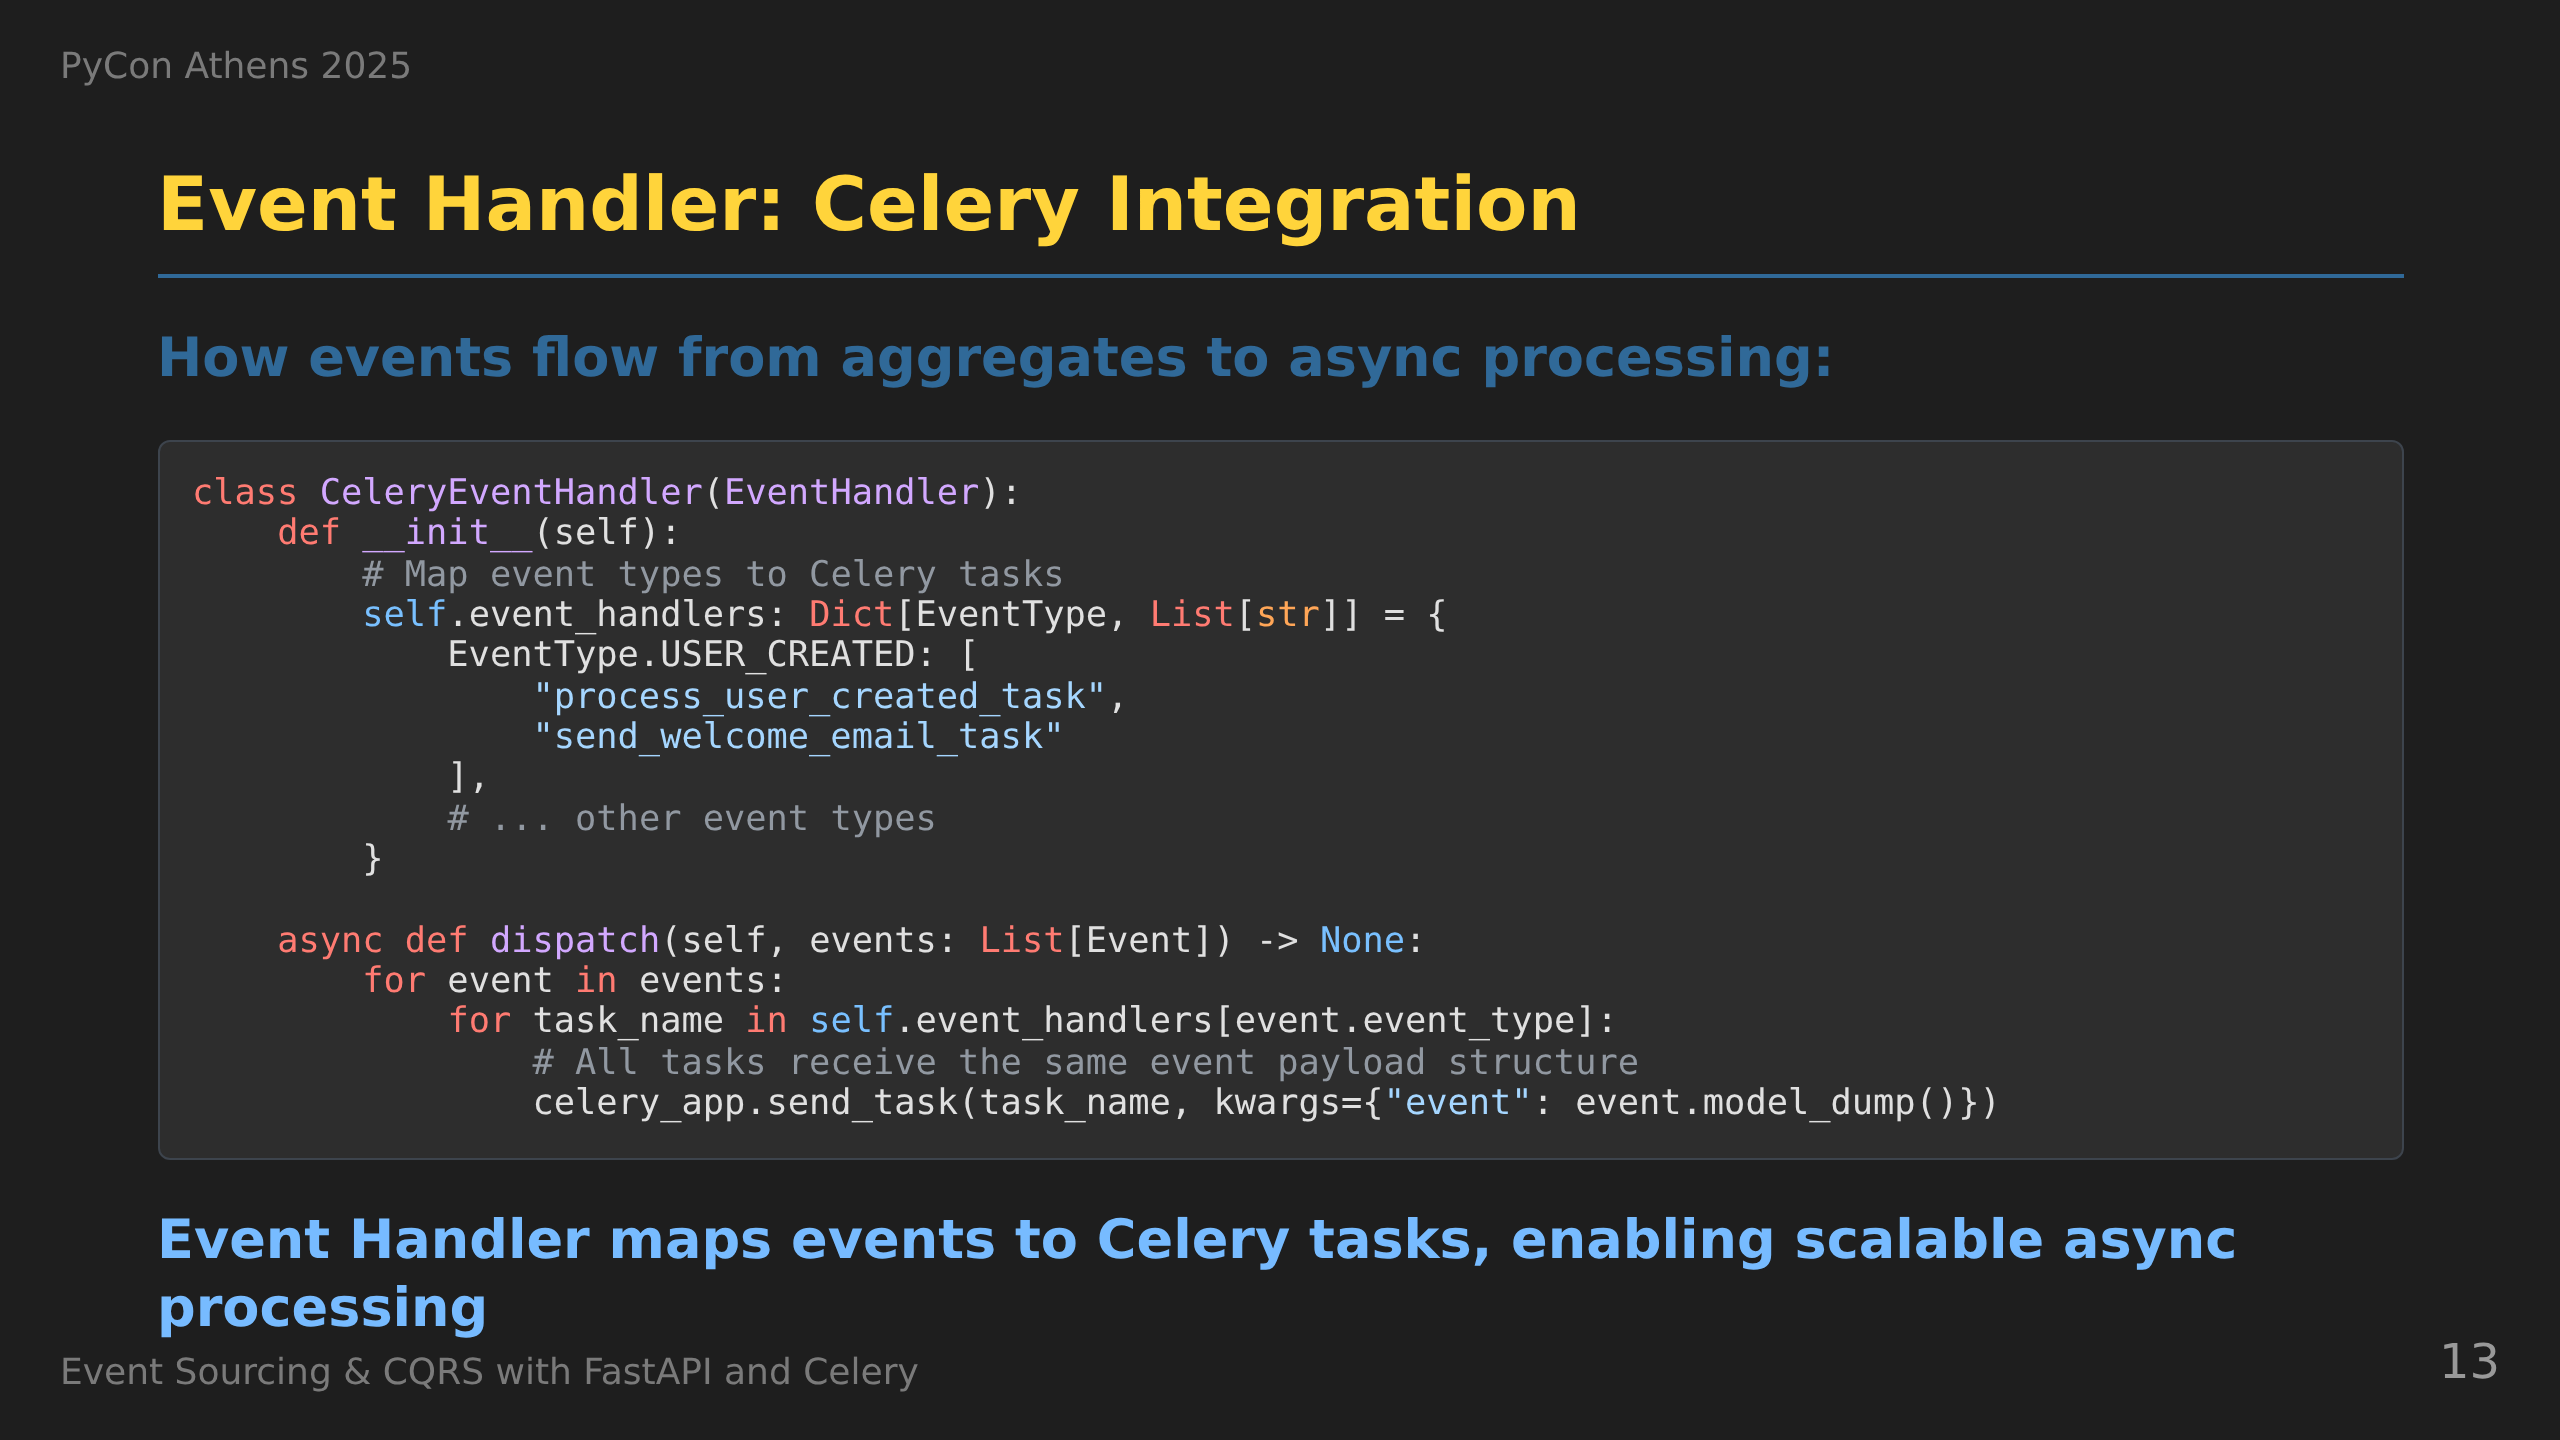 PyCon Athens 2025
Event Handler: Celery Integration
How events flow from aggregates to async processing:
class CeleryEventHandler(EventHandler):
    def __init__(self):
        # Map event types to Celery tasks
        self.event_handlers: Dict[EventType, List[str]] = {
            EventType.USER_CREATED: [
                "process_user_created_task",
                "send_welcome_email_task"
            ],
            # ... other event types
        }

    async def dispatch(self, events: List[Event]) -> None:
        for event in events:
            for task_name in self.event_handlers[event.event_type]:
                # All tasks receive the same event payload structure
                celery_app.send_task(task_name, kwargs={"event": event.model_dump()})
Event Handler maps events to Celery tasks, enabling scalable async
processing
Event Sourcing & CQRS with FastAPI and Celery
13